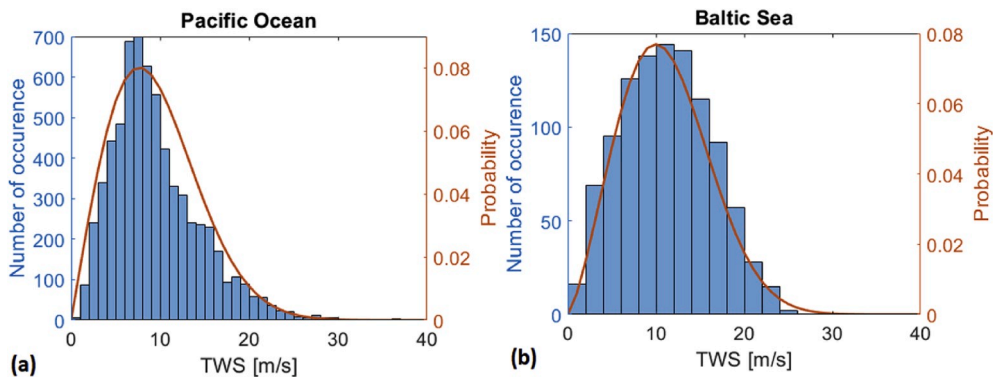 Pacific Ocean
Number of occurence
700
600
500
400
300
200
100
0
0.08
0.06
0.04
0.02
0
Probability
0 10 20 30 40
TWS [m/s]
(a)
Baltic Sea
Number of occurence
150
100
50
0
0.08
0.06
0.04
0.02
0
Probability
0 10 20 30 40
TWS [m/s]
(b)